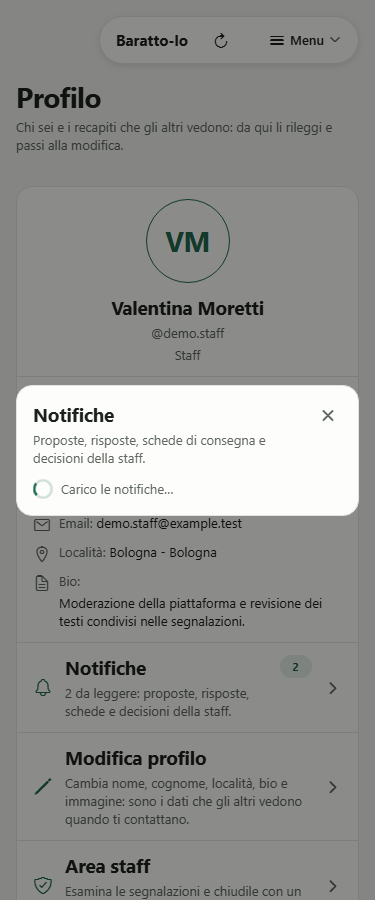 Baratto-lo
Menu
Profilo
Chi sei e i recapiti che gli altri vedono: da qui li rileggi e
passi alla modifica.
VM
Valentina Moretti
@demo.staff
Staff
Notifiche
Proposte, risposte, schede di consegna e
decisioni della staff.
Carico le notifiche...
Email: demo.staff@example.test
Località: Bologna - Bologna
Bio:
Moderazione della piattaforma e revisione dei
testi condivisi nelle segnalazioni.
Notifiche
2
2 da leggere: proposte, risposte,
schede e decisioni della staff.
Modifica profilo
Cambia nome, cognome, località, bio e
immagine: sono i dati che gli altri vedono
quando ti contattano.
Area staff
Esamina le segnalazioni e chiudile con un